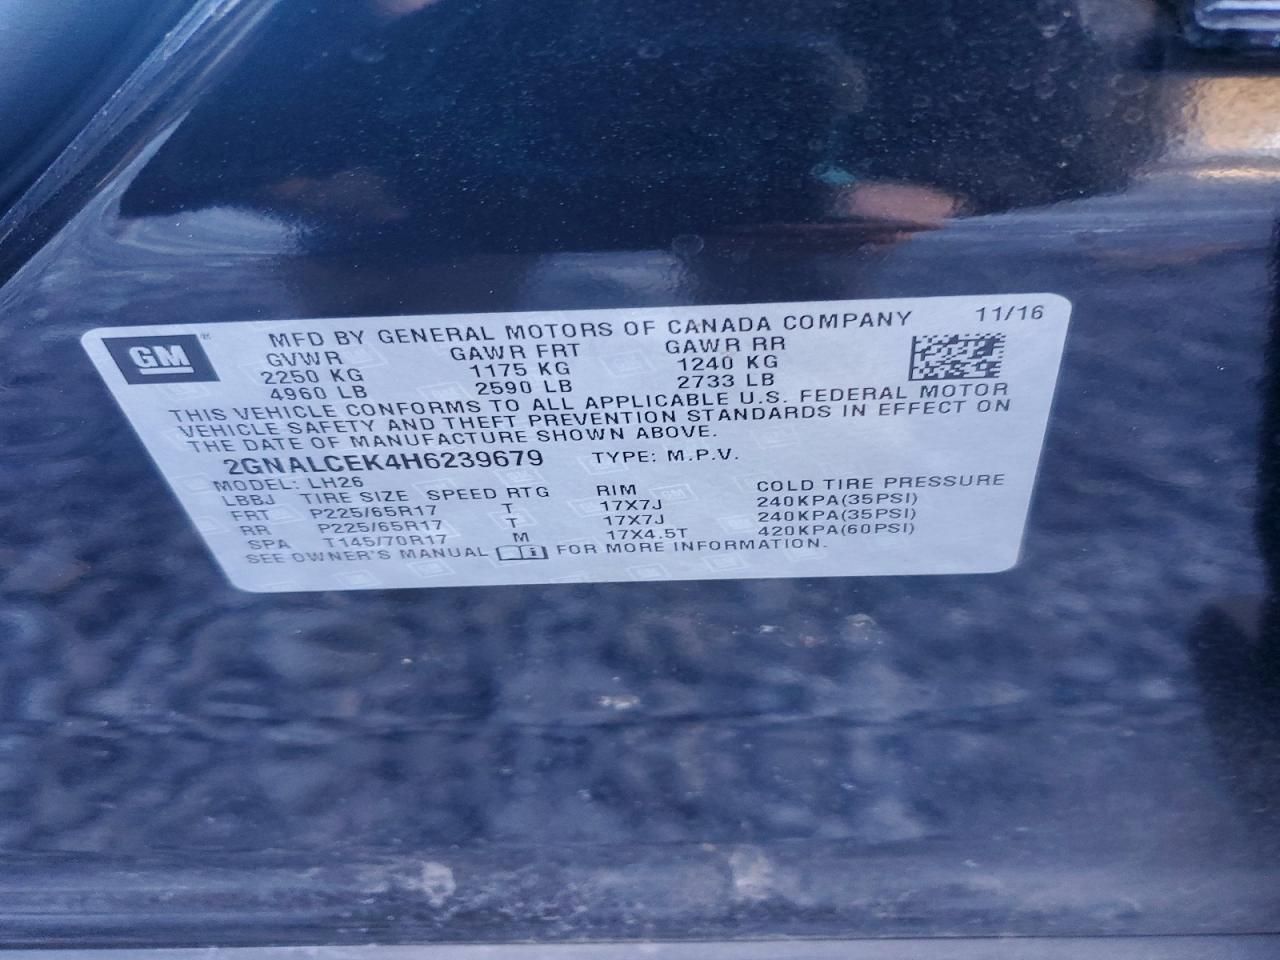 GM ®
MFD BY GENERAL MOTORS OF CANADA COMPANY 11/16
GVWR GAWR FRT GAWR RR
2250 KG 1175 KG 1240 KG
4960 LB 2590 LB 2733 LB
THIS VEHICLE CONFORMS TO ALL APPLICABLE U.S. FEDERAL MOTOR
VEHICLE SAFETY AND THEFT PREVENTION STANDARDS IN EFFECT ON
THE DATE OF MANUFACTURE SHOWN ABOVE.
2GNALCEK4H6239679 TYPE: M.P.V.
MODEL: LH26
LBBJ TIRE SIZE SPEED RTG RIM COLD TIRE PRESSURE
FRT P225/65R17 T 17X7J 240KPA(35PSI)
RR P225/65R17 T 17X7J 240KPA(35PSI)
SPA T145/70R17 M 17X4.5T 420KPA(60PSI)
SEE OWNER'S MANUAL FOR MORE INFORMATION.